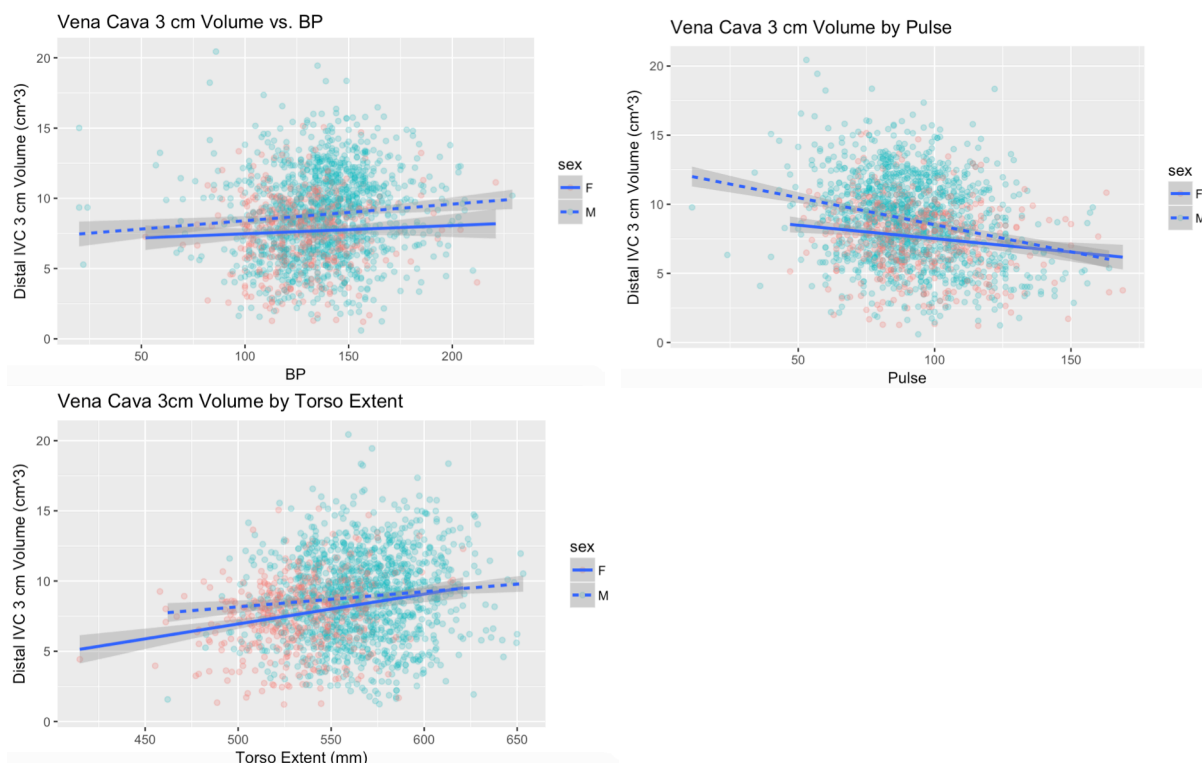 Vena Cava 3 cm Volume vs. BP
Distal IVC 3 cm Volume (cm^3)
20
15
10
5
0
50
100
150
200
BP
sex
F
M
Vena Cava 3 cm Volume by Pulse
Distal IVC 3 cm Volume (cm^3)
20
15
10
5
0
50
100
150
Pulse
sex
F
M
Vena Cava 3cm Volume by Torso Extent
Distal IVC 3 cm Volume (cm^3)
20
15
10
5
0
450
500
550
600
650
Torso Extent (mm)
sex
F
M